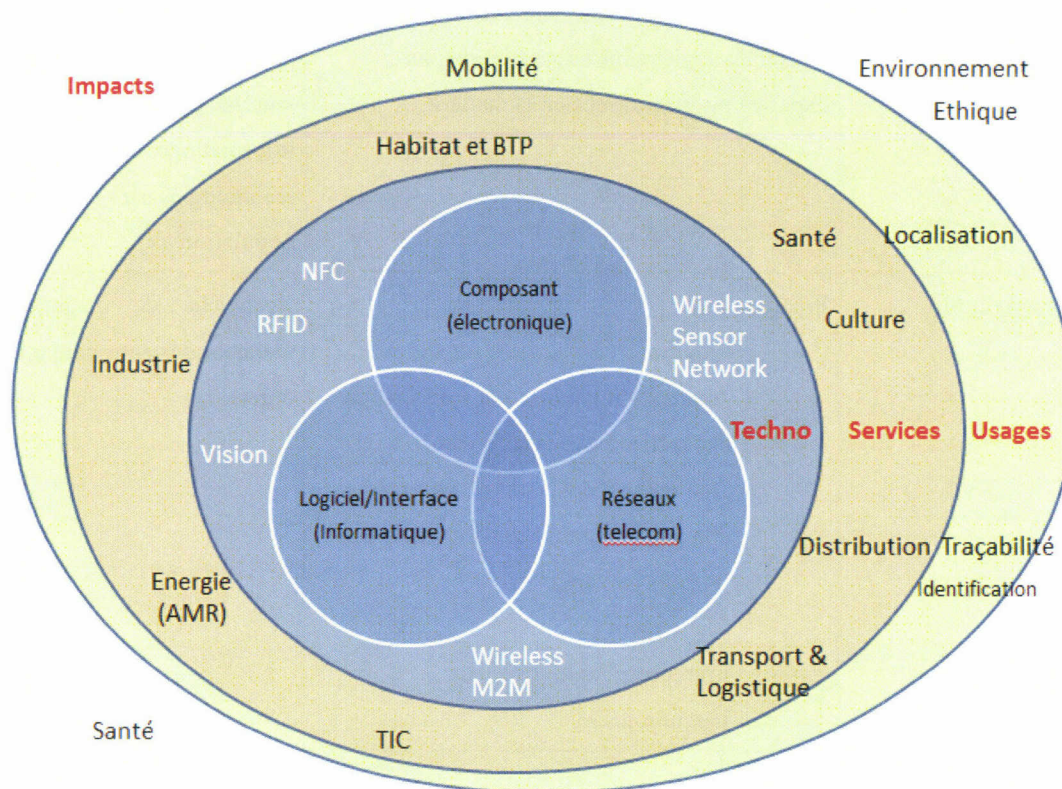 Mobilité
Environnement
Impacts
Ethique
Habitat et BTP
Santé
Localisation
NFC
Composant
(électronique)
Wireless
Sensor
Network
RFID
Culture
Industrie
Techno
Services
Usages
Vision
Logiciel/Interface
(Informatique)
Réseaux
(telecom)
Distribution
Traçabilité
Identification
Energie
(AMR)
Wireless
M2M
Transport &
Logistique
Santé
TIC